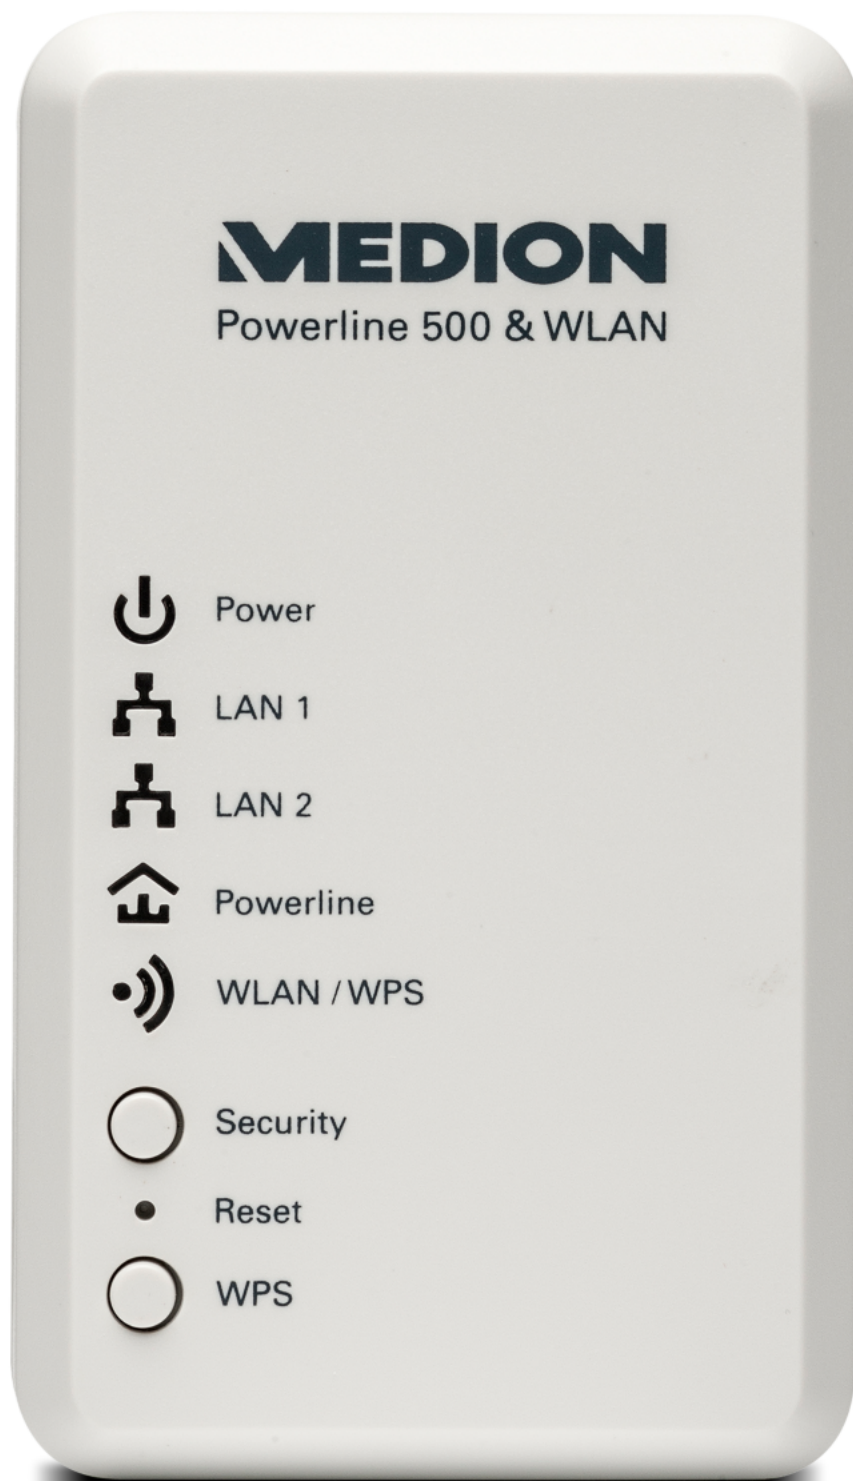 MEDION
Powerline 500 & WLAN
Power
LAN 1
LAN 2
Powerline
WLAN / WPS
Security
Reset
WPS